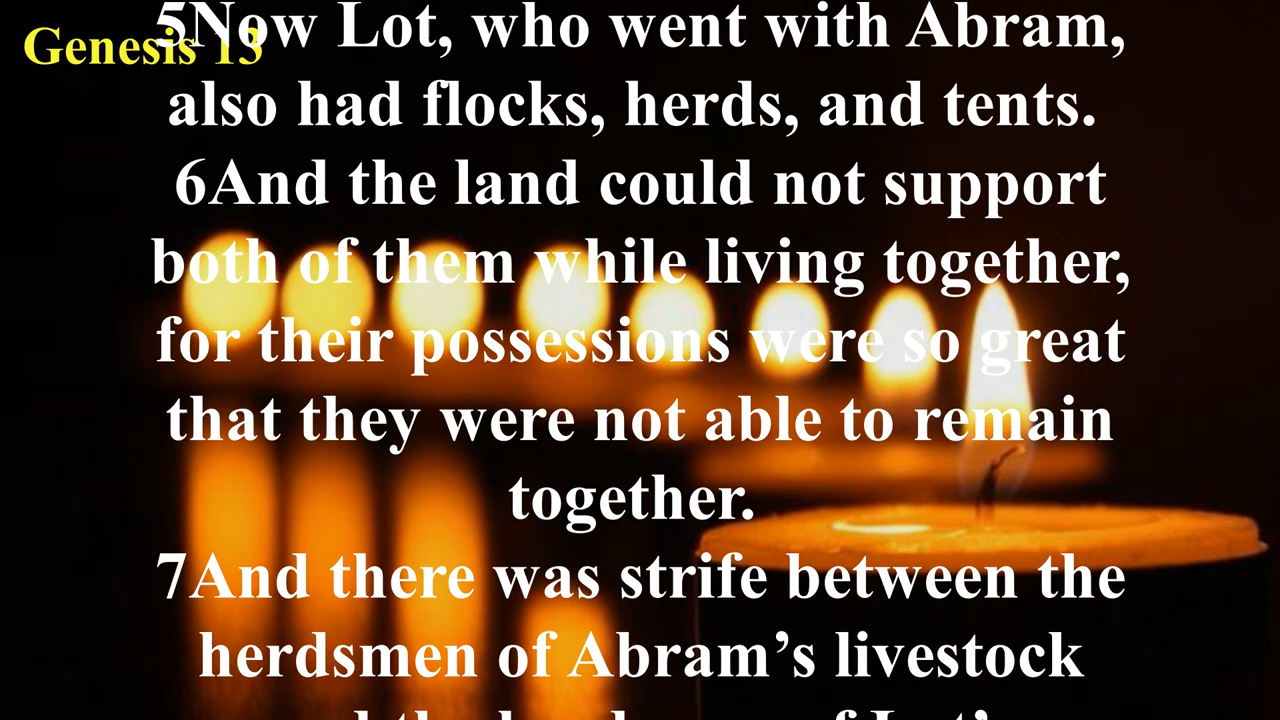 Genesis 13
5Now Lot, who went with Abram,
also had flocks, herds, and tents.
6And the land could not support
both of them while living together,
for their possessions were so great
that they were not able to remain
together.
7And there was strife between the
herdsmen of Abram’s livestock